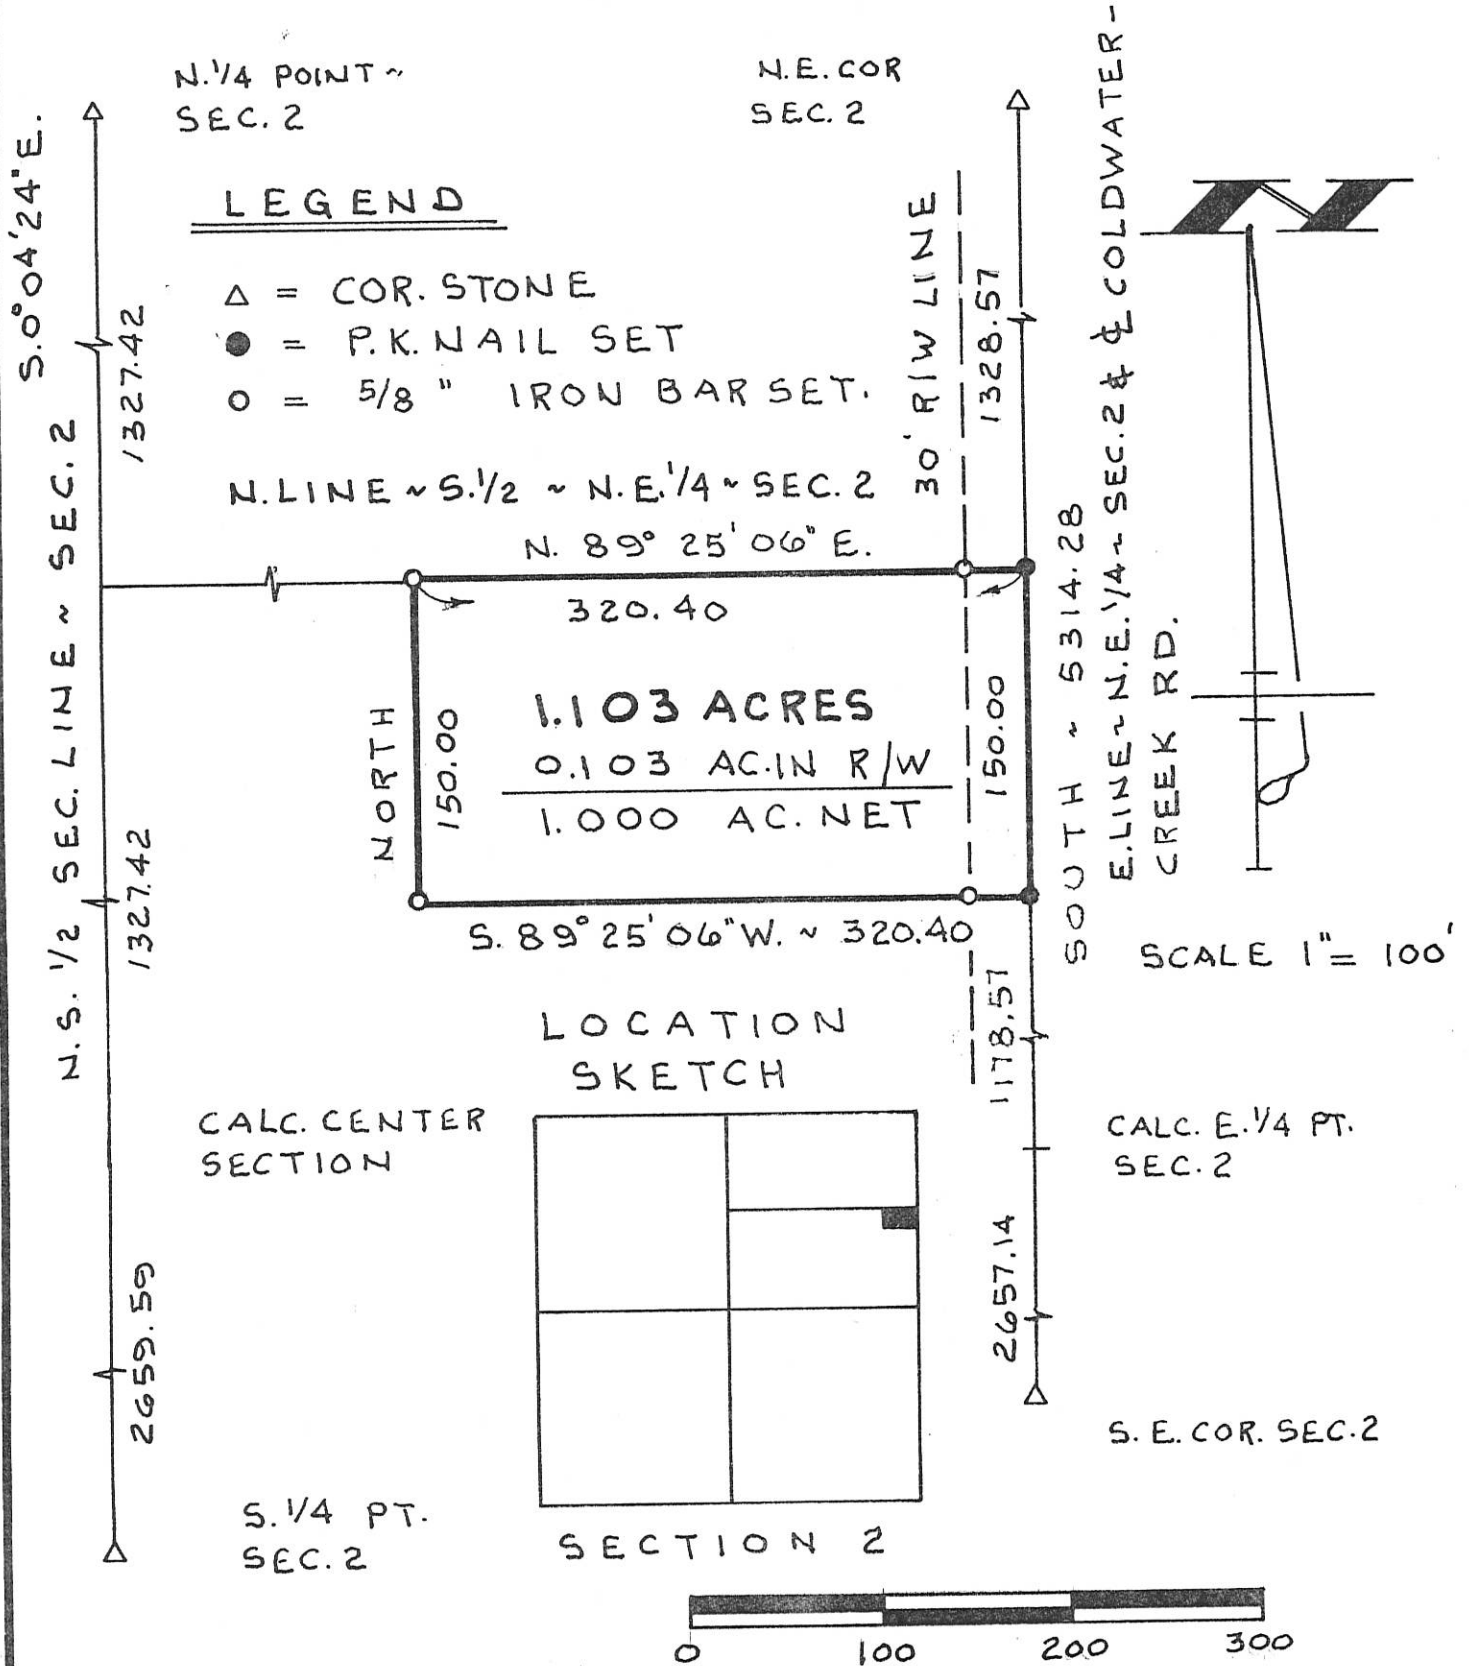 N.1/4 POINT ~
SEC. 2
N.E. COR
SEC. 2
S.0°04'24"E.
N.S. 1/2 SEC. LINE ~ SEC. 2
1327.42
1327.42
2659.59
LEGEND
△ = COR. STONE
● = P.K. NAIL SET
○ = 5/8 " IRON BAR SET.
N. LINE ~ S.1/2 ~ N.E.1/4 ~ SEC. 2
N. 89° 25' 06" E.
320.40
30' R/W LINE
1328.57
N
SOUTH ~ 5314.28
E. LINE ~ N.E.1/4 ~ SEC. 2 & ℄ COLDWATER-
CREEK RD.
NORTH
150.00
1.103 ACRES
0.103 AC. IN R/W
1.000 AC. NET
150.00
S. 89° 25' 06" W. ~ 320.40
SCALE 1" = 100'
1178.57
LOCATION
SKETCH
CALC. CENTER
SECTION
CALC. E. 1/4 PT.
SEC. 2
2657.14
S. E. COR. SEC. 2
S. 1/4 PT.
SEC. 2
SECTION 2
0 100 200 300